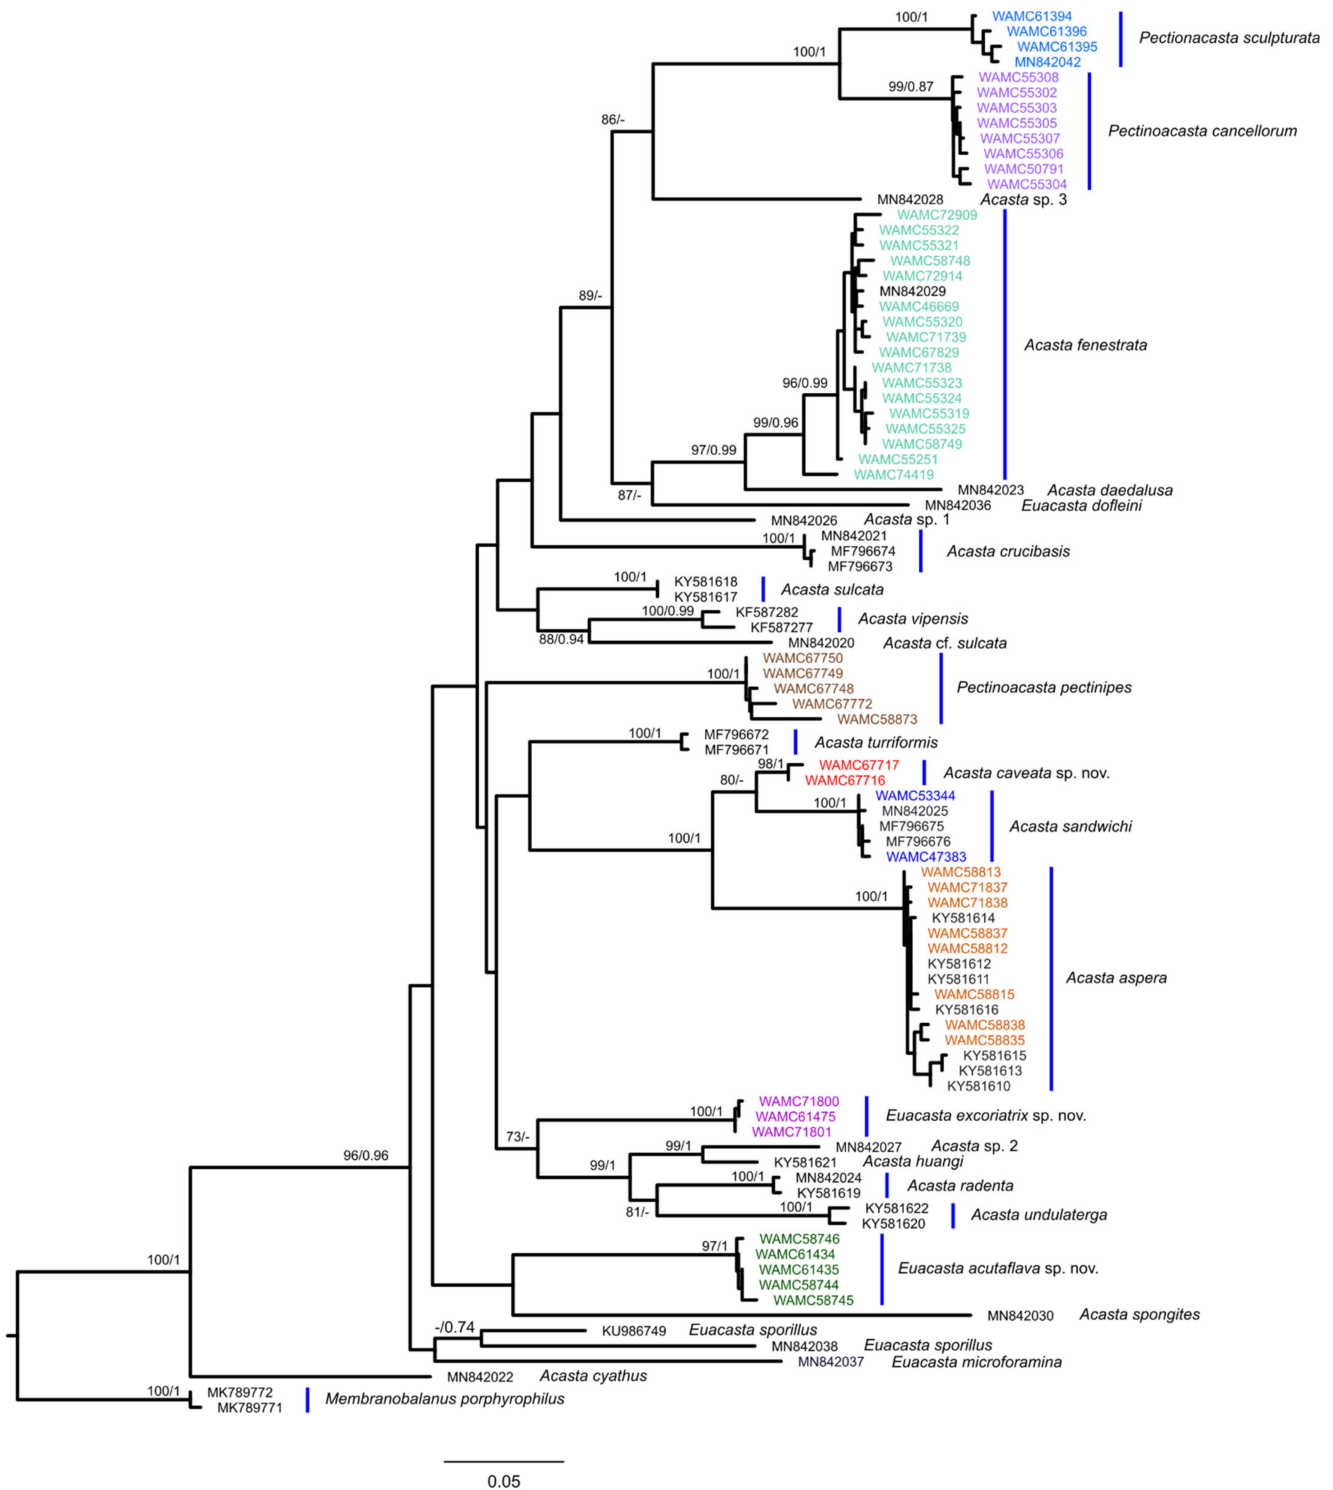 100/1
WAMC61394
WAMC61396
WAMC61395
MN842042
Pectionacasta sculpturata
100/1
99/0.87
WAMC55308
WAMC55302
WAMC55303
WAMC55305
WAMC55307
WAMC55306
WAMC50791
WAMC55304
Pectinoacasta cancellorum
86/-
MN842028 Acasta sp. 3
WAMC72909
WAMC55322
WAMC55321
WAMC58748
WAMC72914
MN842029
WAMC46669
WAMC55320
WAMC71739
WAMC67829
WAMC71738
WAMC55323
WAMC55324
WAMC55319
WAMC55325
WAMC58749
WAMC55251
WAMC74419
Acasta fenestrata
89/-
96/0.99
99/0.96
97/0.99
87/-
MN842023 Acasta daedalusa
MN842036 Euacasta dofleini
MN842026 Acasta sp. 1
100/1
MN842021
MF796674
MF796673
Acasta crucibasis
100/1
KY581618
KY581617
Acasta sulcata
100/0.99
KF587282
KF587277
Acasta vipensis
88/0.94
MN842020 Acasta cf. sulcata
100/1
WAMC67750
WAMC67749
WAMC67748
WAMC67772
WAMC58873
Pectinoacasta pectinipes
100/1
MF796672
MF796671
Acasta turriformis
98/1
WAMC67717
WAMC67716
Acasta caveata sp. nov.
80/-
100/1
WAMC53344
MN842025
MF796675
MF796676
WAMC47383
Acasta sandwichi
100/1
100/1
WAMC58813
WAMC71837
WAMC71838
KY581614
WAMC58837
WAMC58812
KY581612
KY581611
WAMC58815
KY581616
WAMC58838
WAMC58835
KY581615
KY581613
KY581610
Acasta aspera
100/1
WAMC71800
WAMC61475
WAMC71801
Euacasta excoriatrix sp. nov.
73/-
99/1
99/1
MN842027 Acasta sp. 2
KY581621 Acasta huangi
100/1
MN842024
KY581619
Acasta radenta
81/-
100/1
KY581622
KY581620
Acasta undulaterga
96/0.96
97/1
WAMC58746
WAMC61434
WAMC61435
WAMC58744
WAMC58745
Euacasta acutaflava sp. nov.
100/1
MN842030 Acasta spongites
-/0.74
KU986749 Euacasta sporillus
MN842038 Euacasta sporillus
MN842037 Euacasta microforamina
MN842022 Acasta cyathus
100/1
MK789772
MK789771
Membranobalanus porphyrophilus
0.05